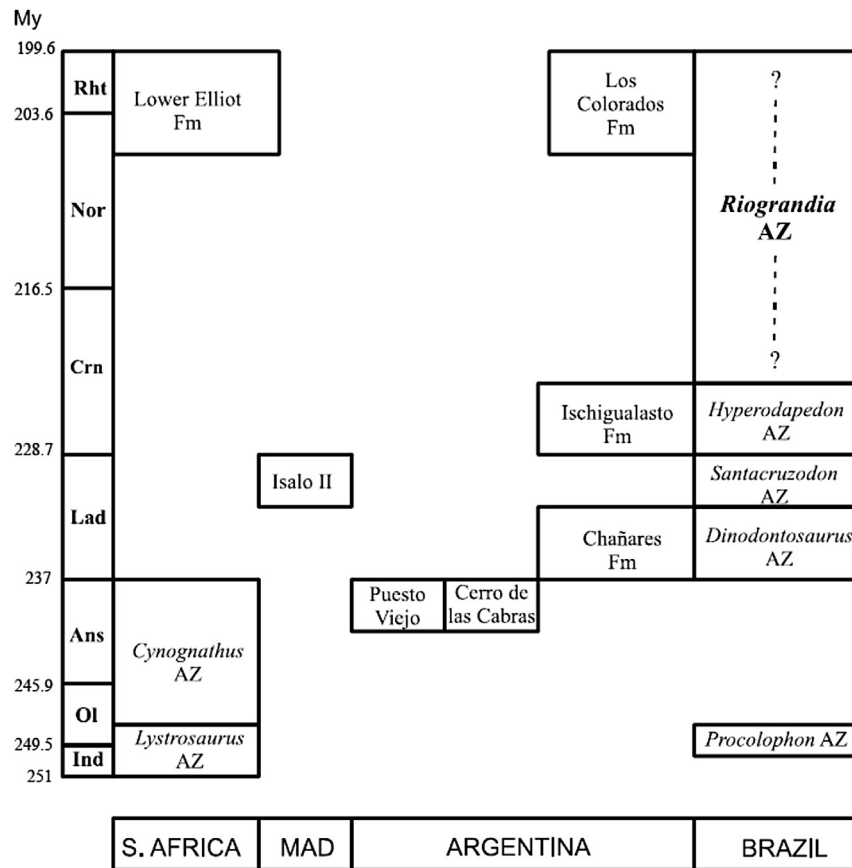 My
199.6
Rht
Lower Elliot
Fm
Los
Colorados
Fm
?
203.6
Nor
Riograndia
AZ
216.5
Crn
?
Ischigualasto
Fm
Hyperodapedon
AZ
228.7
Isalo II
Santacruzodon
AZ
Lad
Chañares
Fm
Dinodontosaurus
AZ
237
Puesto
Viejo
Cerro de
las Cabras
Ans
Cynognathus
AZ
245.9
Ol
Lystrosaurus
AZ
Procolophon AZ
249.5
Ind
251
S. AFRICA
MAD
ARGENTINA
BRAZIL